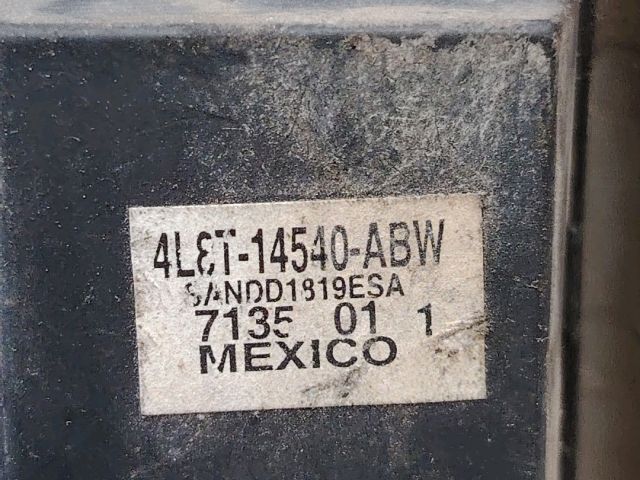 4L8T-14540-ABW
SANDD1819ESA
7135 01 1
MEXICO